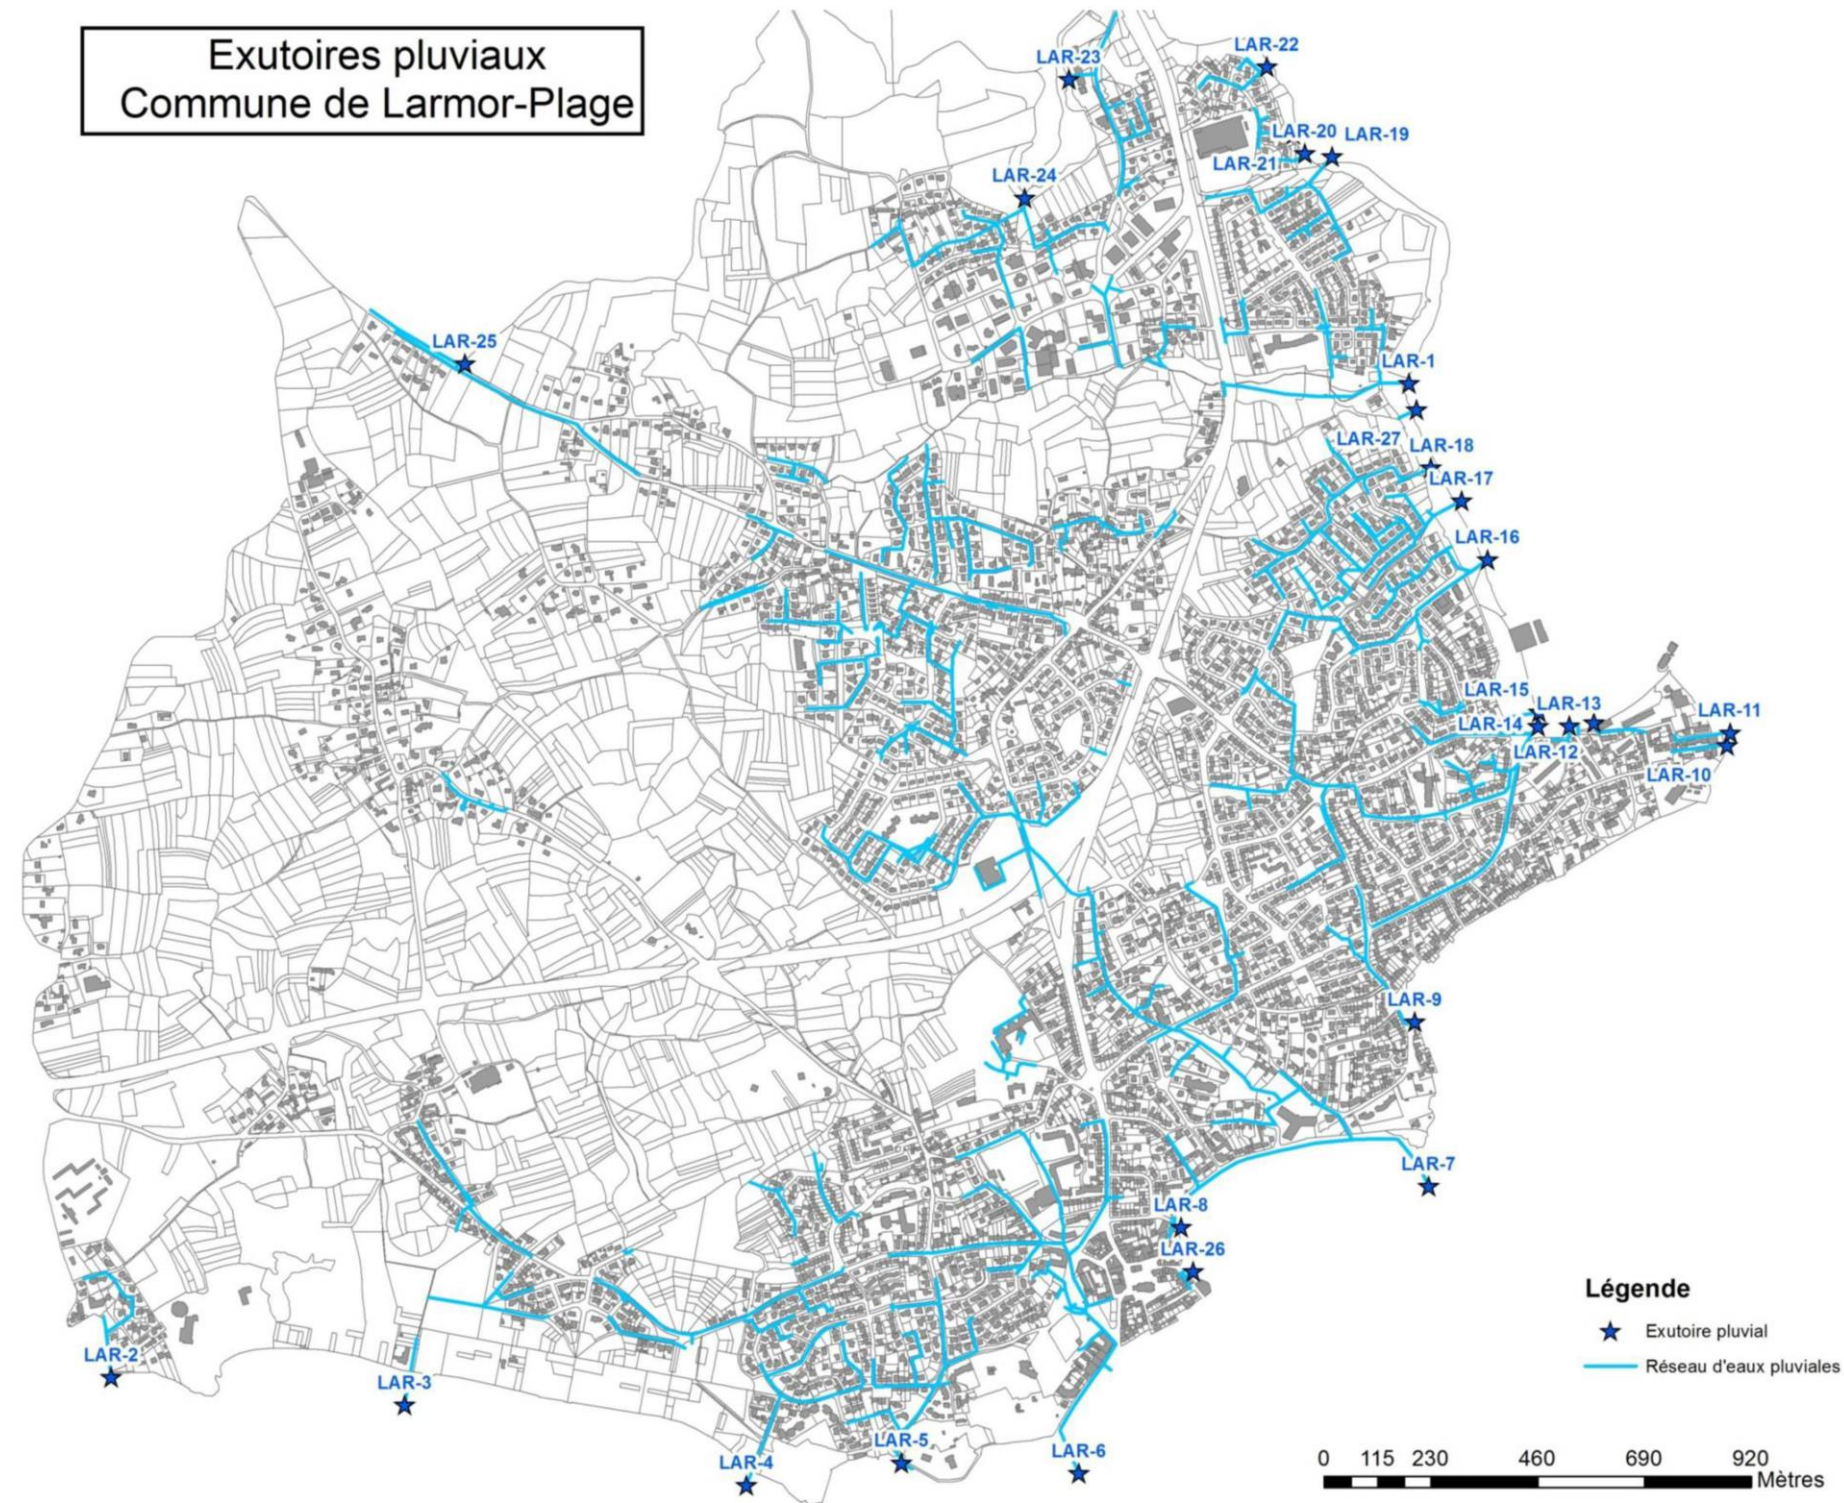 Exutoires pluviaux
Commune de Larmor-Plage
LAR-22
LAR-23
LAR-20
LAR-19
LAR-21
LAR-24
LAR-25
LAR-1
LAR-27
LAR-18
LAR-17
LAR-16
LAR-15
LAR-13
LAR-11
LAR-14
LAR-12
LAR-10
LAR-9
LAR-7
LAR-8
LAR-26
LAR-2
LAR-3
LAR-5
LAR-6
LAR-4
Légende
Exutoire pluvial
Réseau d'eaux pluviales
0 115 230 460 690 920
Mètres